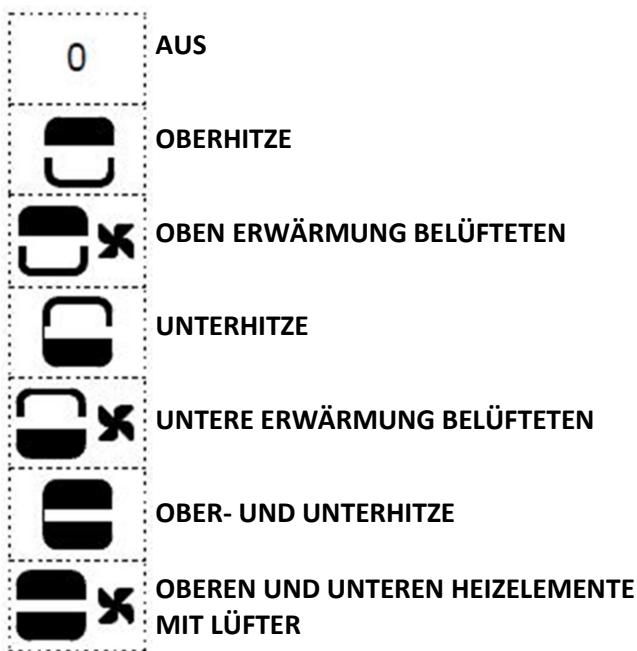 0
AUS
OBERHITZE
OBEN ERWÄRMUNG BELÜFTETEN
UNTERHITZE
UNTERE ERWÄRMUNG BELÜFTETEN
OBER- UND UNTERHITZE
OBEREN UND UNTEREN HEIZELEMENTE
MIT LÜFTER